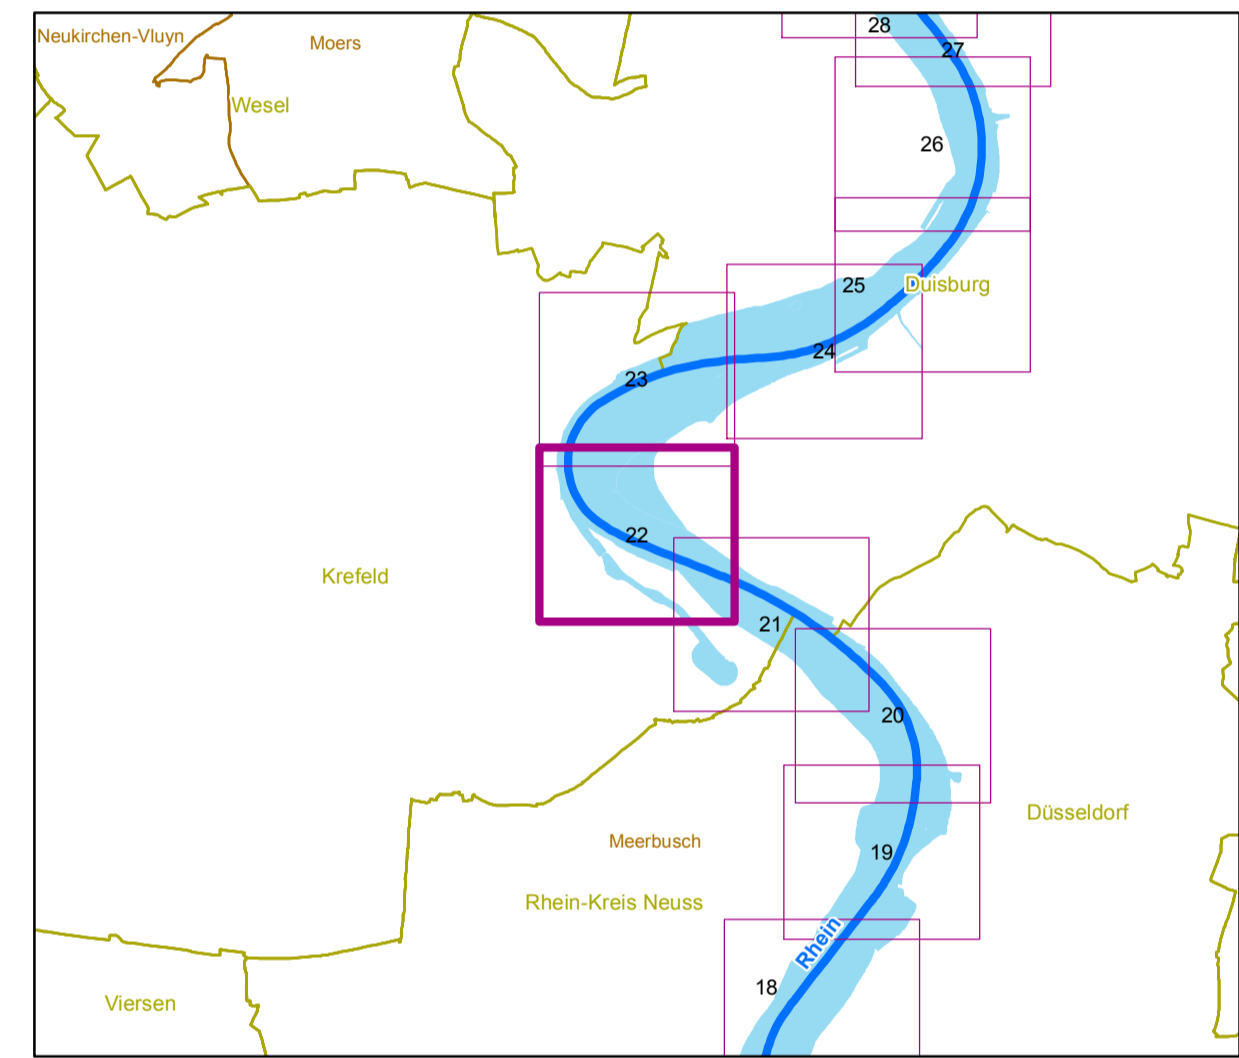 28
Neukirchen-Vluyn
Moers
27
Wesel
26
25
Duisburg
24
23
22
Krefeld
21
20
Düsseldorf
Meerbusch
19
Rhein-Kreis Neuss
Rhein
18
Viersen